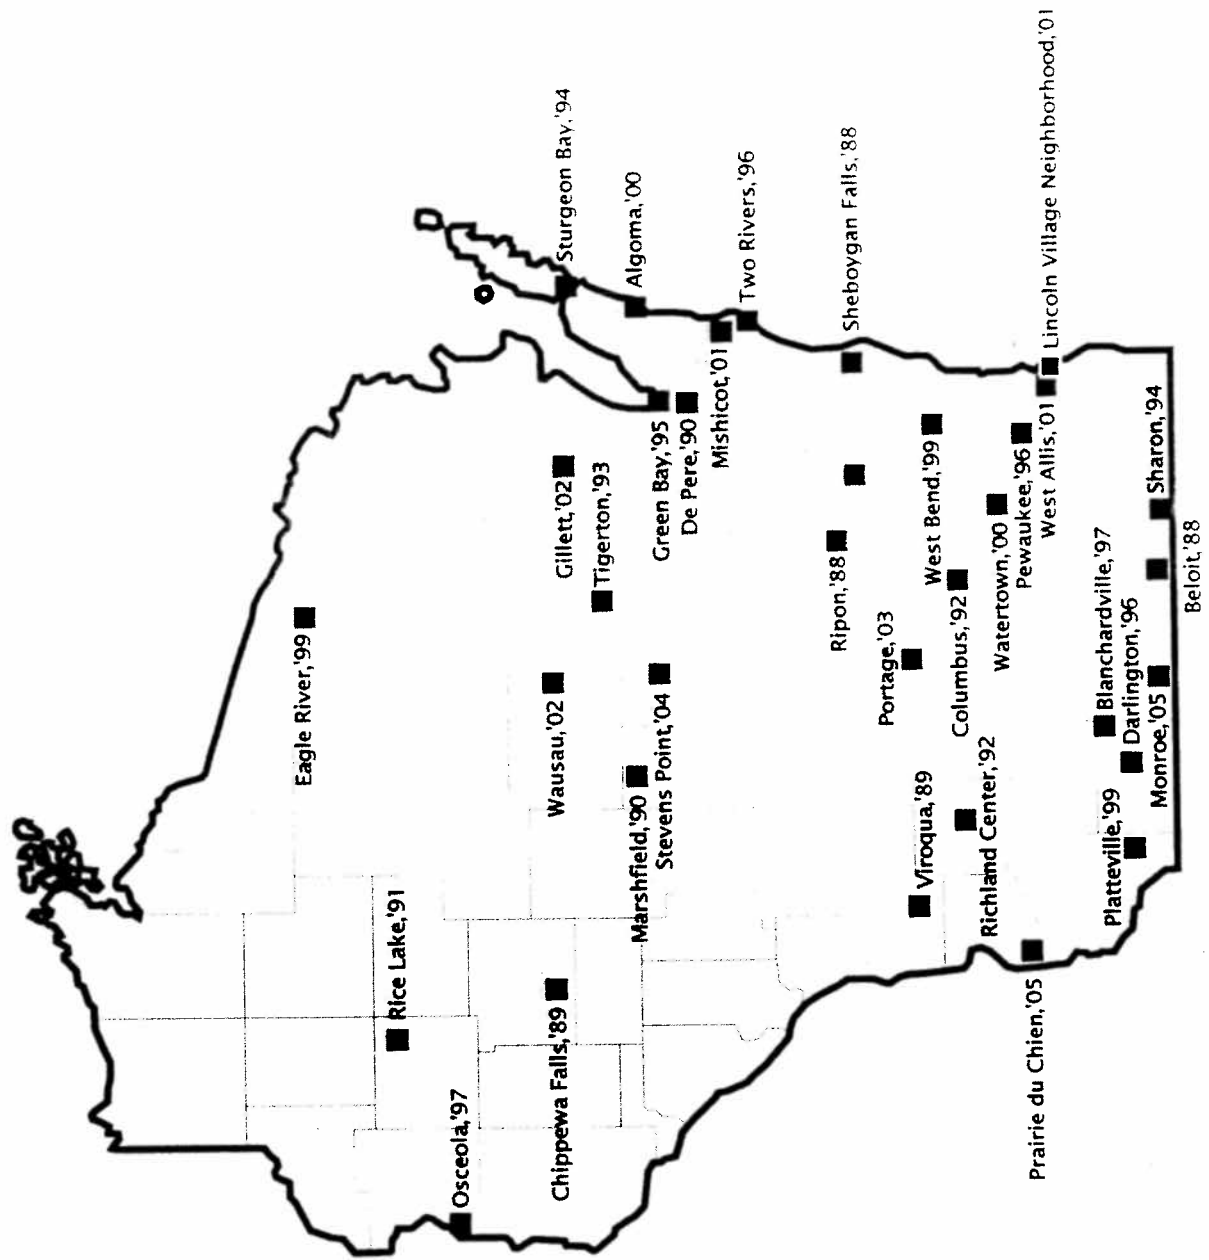 Eagle River,'99
Rice Lake,'91
Osceola,'97
Chippewa Falls,'89
Wausau,'02
Gillett,'02
Tigerton,'93
Sturgeon Bay,'94
Algoma,'00
Marshfield,'90
Stevens Point,'04
Green Bay,'95
De Pere,'90
Mishicot,'01
Two Rivers,'96
Ripon,'88
Sheboygan Falls,'88
Portage,'03
Viroqua,'89
West Bend,'99
Columbus,'92
Richland Center,'92
Watertown,'00
Pewaukee,'96
West Allis,'01
Lincoln Village Neighborhood,'01
Prairie du Chien,'05
Blanchardville,'97
Darlington,'96
Platteville,'99
Monroe,'05
Sharon,'94
Beloit,'88